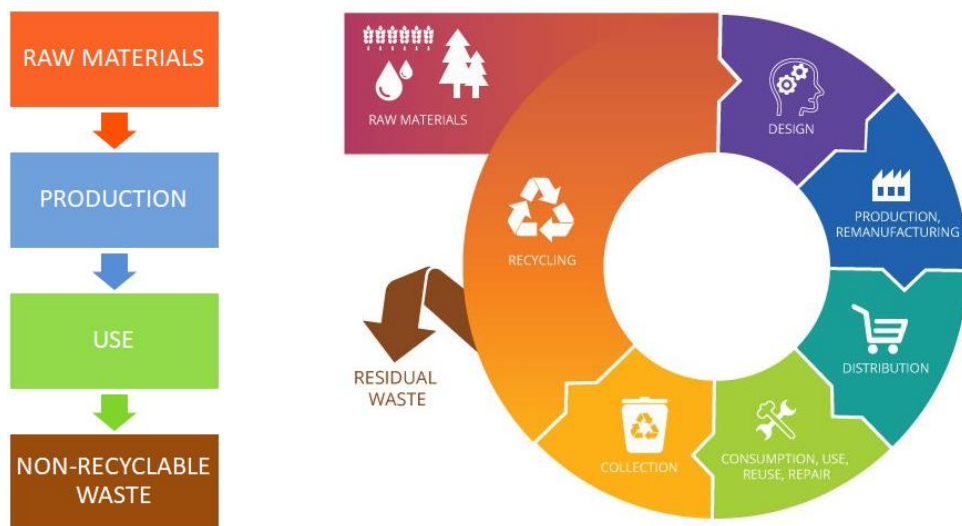 RAW MATERIALS
PRODUCTION
USE
NON-RECYCLABLE
WASTE
RAW MATERIALS
DESIGN
PRODUCTION,
REMANUFACTURING
DISTRIBUTION
CONSUMPTION, USE,
REUSE, REPAIR
COLLECTION
RECYCLING
RESIDUAL
WASTE